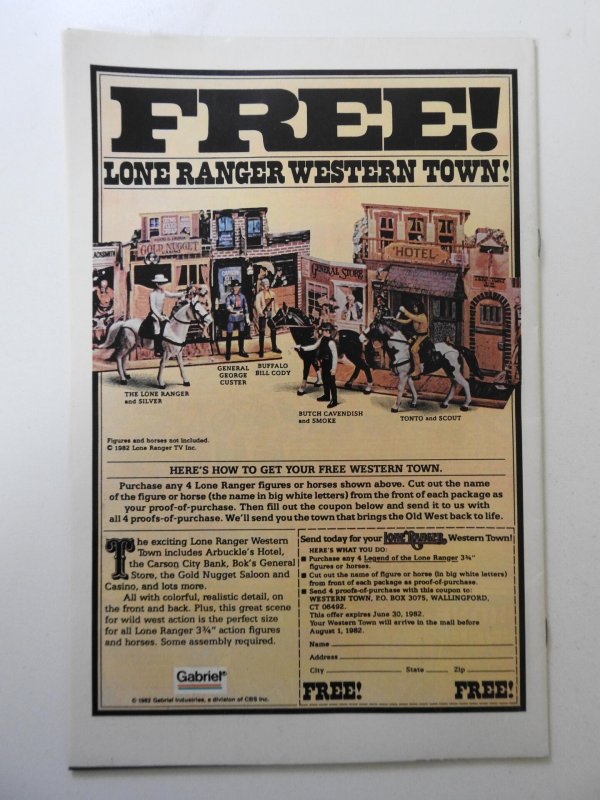 FREE!
LONE RANGER WESTERN TOWN!
GOLD NUGGET
GENERAL STORE
HOTEL
THE LONE RANGER
and SILVER
GENERAL
GEORGE
CUSTER
BUFFALO
BILL CODY
BUTCH CAVENDISH
and SMOKE
TONTO and SCOUT
Figures and horses not included.
© 1982 Lone Ranger TV Inc.
HERE'S HOW TO GET YOUR FREE WESTERN TOWN.
Purchase any 4 Lone Ranger figures or horses shown above. Cut out the name
of the figure or horse (the name in big white letters) from the front of each package as
your proof-of-purchase. Then fill out the coupon below and send it to us with
all 4 proofs-of-purchase. We'll send you the town that brings the Old West back to life.
The exciting Lone Ranger Western
Town includes Arbuckle's Hotel,
the Carson City Bank, Bok's General
Store, the Gold Nugget Saloon and
Casino, and lots more.
All with colorful, realistic detail, on
the front and back. Plus, this great scene
for wild west action is the perfect size
for all Lone Ranger 3¾" action figures
and horses. Some assembly required.
Gabriel®
© 1982 Gabriel Industries, a division of CBS Inc.
Send today for your LONE RANGER Western Town!
HERE'S WHAT YOU DO:
■ Purchase any 4 Legend of the Lone Ranger 3¾"
figures or horses.
■ Cut out the name of figure or horse (in big white letters)
from front of each package as proof-of-purchase.
■ Send 4 proofs-of-purchase with this coupon to:
WESTERN TOWN, P.O. BOX 3075, WALLINGFORD,
CT 06492.
This offer expires June 30, 1982.
Your Western Town will arrive in the mail before
August 1, 1982.
Name
Address
City State Zip
FREE! FREE!